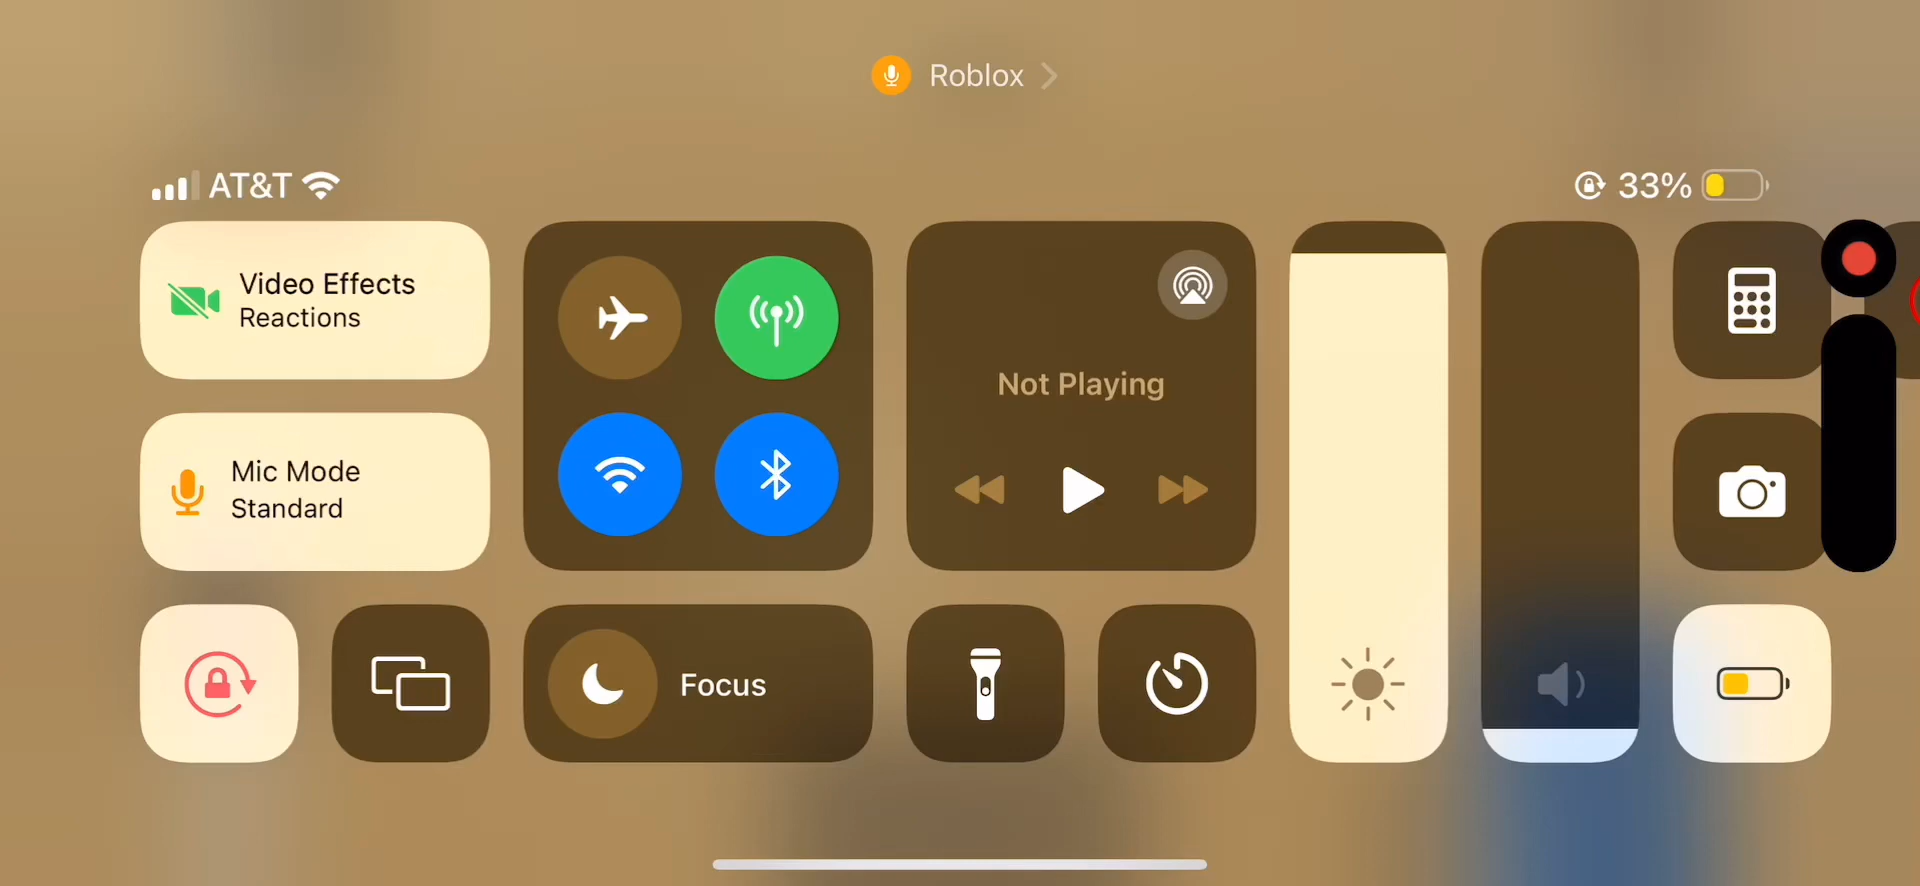 Roblox
AT&T
33%
Video Effects
Reactions
Mic Mode
Standard
Not Playing
Focus